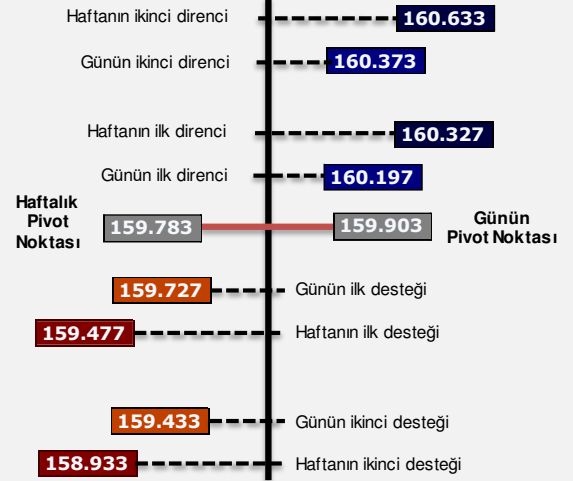 Haftanın ikinci direnci 160.633
Günün ikinci direnci 160.373
Haftanın ilk direnci 160.327
Günün ilk direnci 160.197
Haftalık
Pivot
Noktası
159.783
159.903
Günün
Pivot Noktası
159.727 Günün ilk desteği
159.477 Haftanın ilk desteği
159.433 Günün ikinci desteği
158.933 Haftanın ikinci desteği